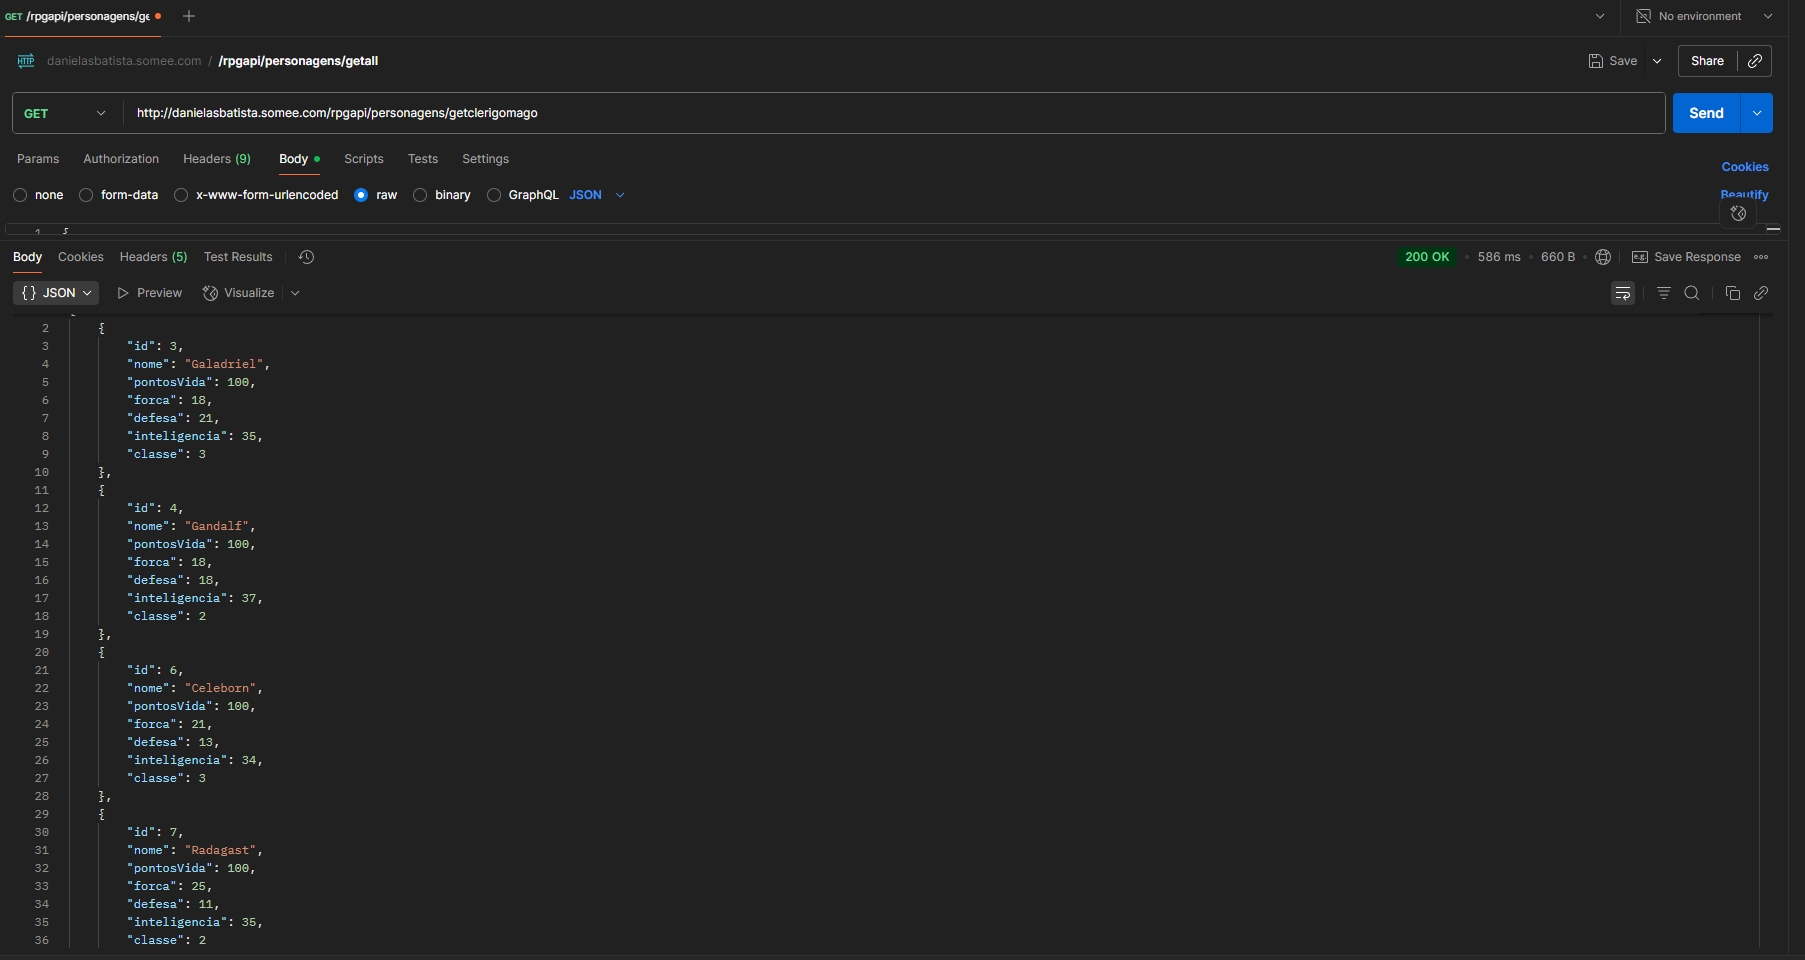 GET /rpgapi/personagens/ge
No environment
HTTP danielasbatista.somee.com / /rpgapi/personagens/getall
Save Share
GET http://danielasbatista.somee.com/rpgapi/personagens/getclerigomago Send
Params Authorization Headers (9) Body Scripts Tests Settings Cookies
none form-data x-www-form-urlencoded raw binary GraphQL JSON Beautify
1 {
Body Cookies Headers (5) Test Results 200 OK 586 ms 660 B e.g. Save Response
{} JSON Preview Visualize
2 {
3 "id": 3,
4 "nome": "Galadriel",
5 "pontosVida": 100,
6 "forca": 18,
7 "defesa": 21,
8 "inteligencia": 35,
9 "classe": 3
10 },
11 {
12 "id": 4,
13 "nome": "Gandalf",
14 "pontosVida": 100,
15 "forca": 18,
16 "defesa": 18,
17 "inteligencia": 37,
18 "classe": 2
19 },
20 {
21 "id": 6,
22 "nome": "Celeborn",
23 "pontosVida": 100,
24 "forca": 21,
25 "defesa": 13,
26 "inteligencia": 34,
27 "classe": 3
28 },
29 {
30 "id": 7,
31 "nome": "Radagast",
32 "pontosVida": 100,
33 "forca": 25,
34 "defesa": 11,
35 "inteligencia": 35,
36 "classe": 2